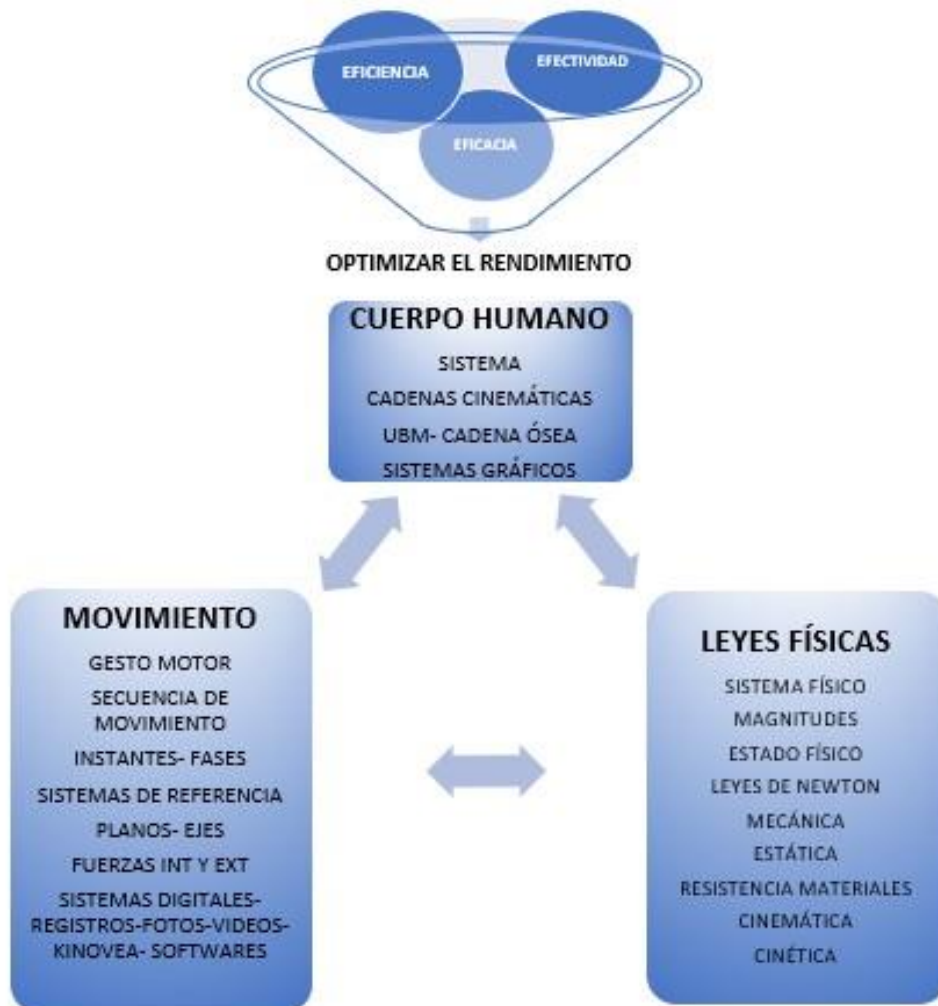 EFICIENCIA
EFECTIVIDAD
EFICACIA
OPTIMIZAR EL RENDIMIENTO
CUERPO HUMANO
SISTEMA
CADENAS CINEMÁTICAS
UBM- CADENA ÓSEA
SISTEMAS GRÁFICOS
MOVIMIENTO
GESTO MOTOR
SECUENCIA DE
MOVIMIENTO
INSTANTES- FASES
SISTEMAS DE REFERENCIA
PLANOS- EJES
FUERZAS INT Y EXT
SISTEMAS DIGITALES-
REGISTROS-FOTOS-VIDEOS-
KINOVEA- SOFTWARES
LEYES FÍSICAS
SISTEMA FÍSICO
MAGNITUDES
ESTADO FÍSICO
LEYES DE NEWTON
MECÁNICA
ESTÁTICA
RESISTENCIA MATERIALES
CINEMÁTICA
CINÉTICA